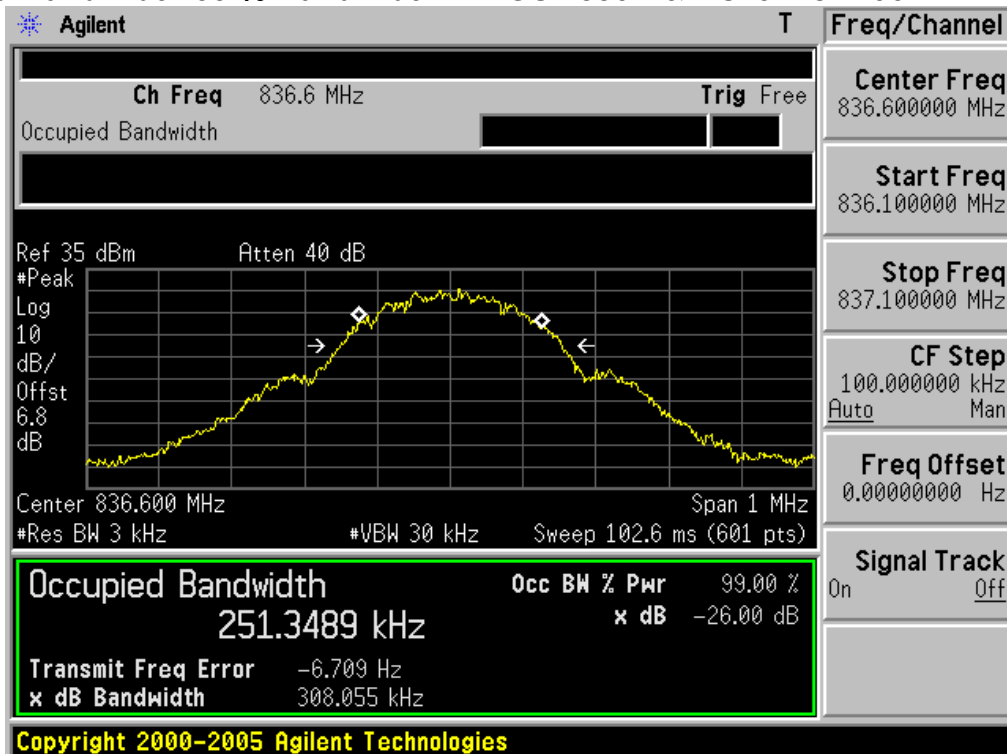 Agilent T Freq/Channel
Ch Freq 836.6 MHz Trig Free
Occupied Bandwidth
Center Freq
836.600000 MHz
Start Freq
836.100000 MHz
Stop Freq
837.100000 MHz
CF Step
100.000000 kHz
Auto Man
Freq Offset
0.00000000 Hz
Signal Track
On Off
Ref 35 dBm Atten 40 dB
#Peak
Log
10
dB/
Offst
6.8
dB
Center 836.600 MHz Span 1 MHz
#Res BW 3 kHz #VBW 30 kHz Sweep 102.6 ms (601 pts)
Occupied Bandwidth Occ BW % Pwr 99.00 %
251.3489 kHz x dB -26.00 dB
Transmit Freq Error -6.709 Hz
x dB Bandwidth 308.055 kHz
Copyright 2000-2005 Agilent Technologies